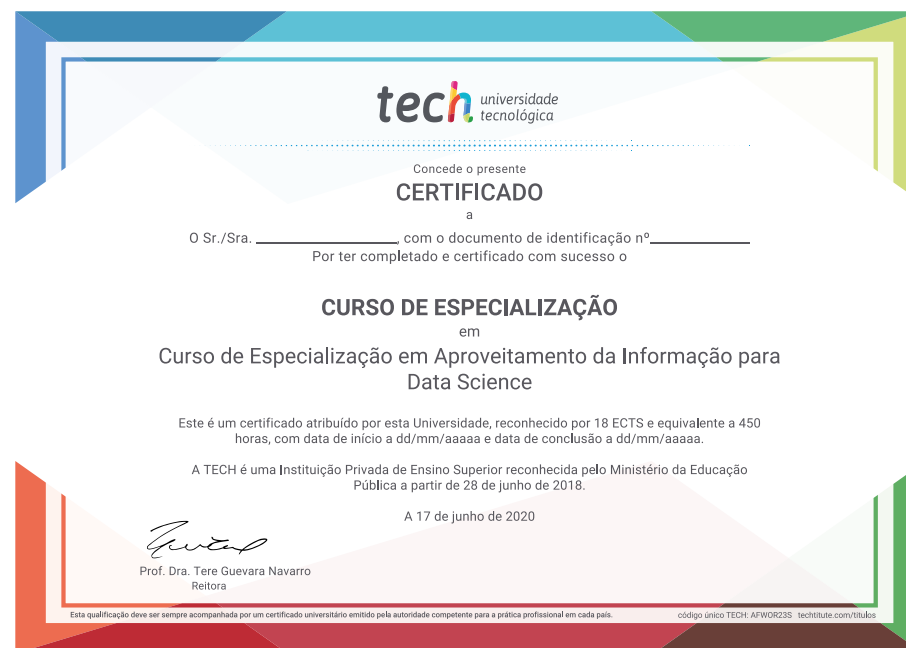 tech universidade
tecnológica
Concede o presente
CERTIFICADO
a
O Sr./Sra. ____________________, com o documento de identificação nº______________
Por ter completado e certificado com sucesso o
CURSO DE ESPECIALIZAÇÃO
em
Curso de Especialização em Aproveitamento da Informação para
Data Science
Este é um certificado atribuído por esta Universidade, reconhecido por 18 ECTS e equivalente a 450
horas, com data de início a dd/mm/aaaaa e data de conclusão a dd/mm/aaaaa.
A TECH é uma Instituição Privada de Ensino Superior reconhecida pelo Ministério da Educação
Pública a partir de 28 de junho de 2018.
A 17 de junho de 2020
Prof. Dra. Tere Guevara Navarro
Reitora
Esta qualificação deve ser sempre acompanhada por um certificado universitário emitido pela autoridade competente para a prática profissional em cada país.
código único TECH: AFWOR23S techtitute.com/titulos